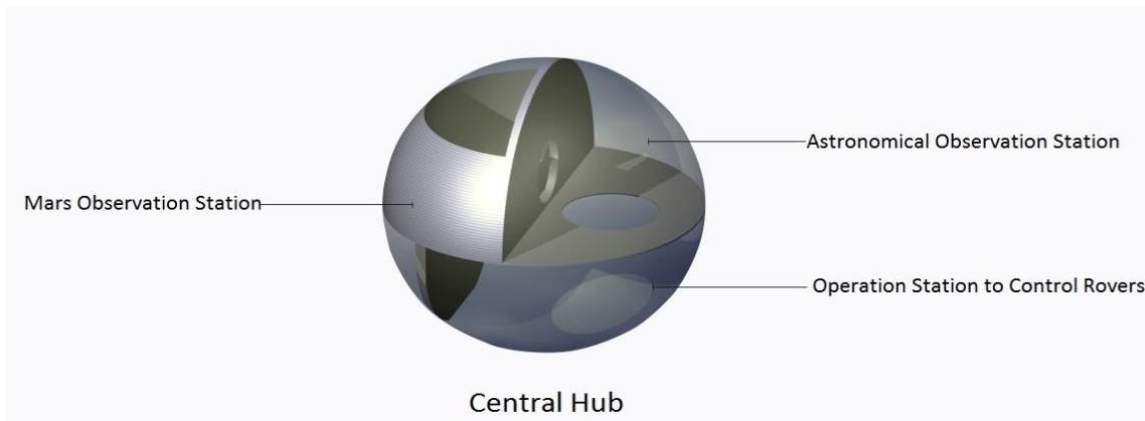 Astronomical Observation Station
Mars Observation Station
Operation Station to Control Rovers
Central Hub